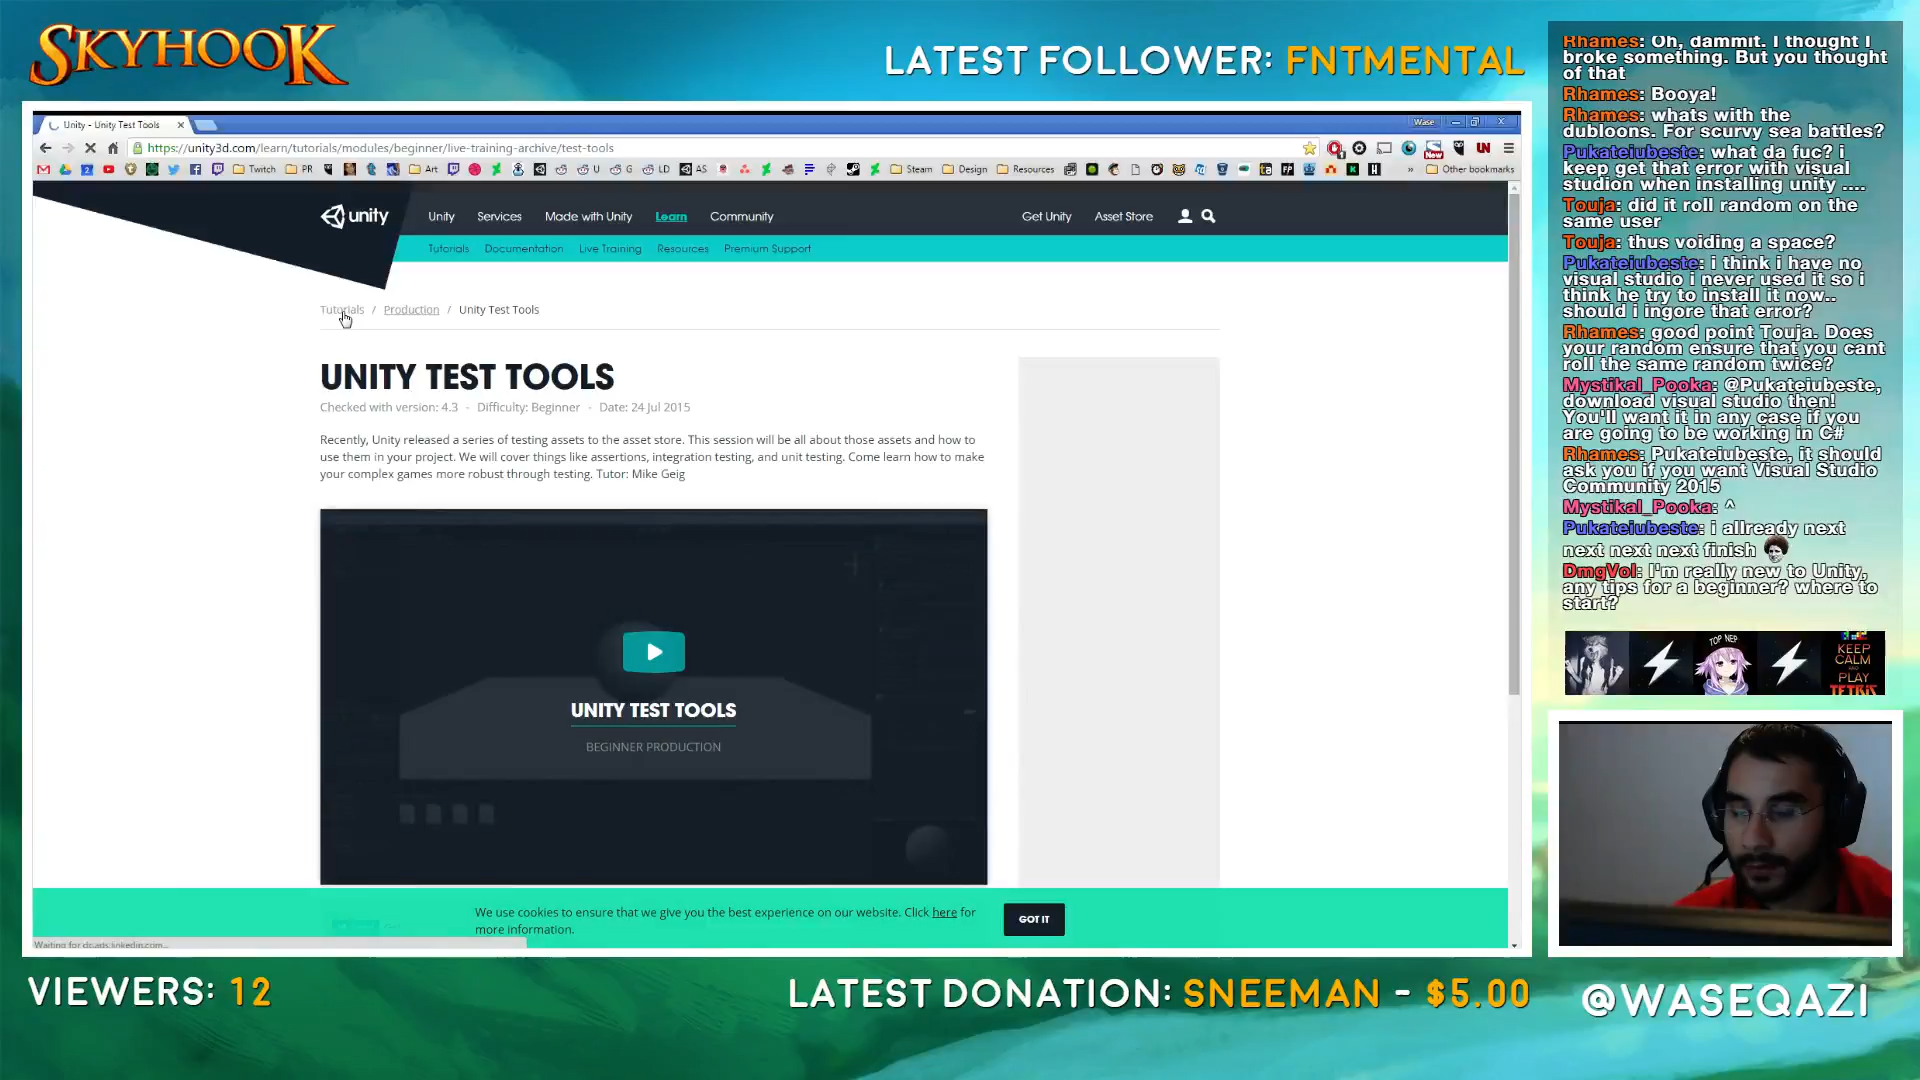 SKYHOOK
LATEST FOLLOWER: FNTMENTAL
Unity - Unity Test Tools
Wase
https://unity3d.com/learn/tutorials/modules/beginner/live-training-archive/test-tools
Twitch
PR
Art
U
G
LD
AS
Steam
Design
Resources
Other bookmarks
unity
Unity
Services
Made with Unity
Learn
Community
Get Unity
Asset Store
Tutorials
Documentation
Live Training
Resources
Premium Support
Tutorials / Production / Unity Test Tools
UNITY TEST TOOLS
Checked with version: 4.3 - Difficulty: Beginner - Date: 24 Jul 2015
Recently, Unity released a series of testing assets to the asset store. This session will be all about those assets and how to
use them in your project. We will cover things like assertions, integration testing, and unit testing. Come learn how to make
your complex games more robust through testing. Tutor: Mike Geig
UNITY TEST TOOLS
BEGINNER PRODUCTION
We use cookies to ensure that we give you the best experience on our website. Click here for
more information.
GOT IT
Waiting for dc.ads.linkedin.com...
Rhames: Oh, dammit. I thought I
broke something. But you thought
of that
Rhames: Booya!
Rhames: whats with the
dubloons. For scurvy sea battles?
Pukateiubeste: what da fuc? i
keep get that error with visual
studion when installing unity ....
Touja: did it roll random on the
same user
Touja: thus voiding a space?
Pukateiubeste: i think i have no
visual studio i never used it so i
think he try to install it now..
should i ingore that error?
Rhames: good point Touja. Does
your random ensure that you cant
roll the same random twice?
Mystikal_Pooka: @Pukateiubeste,
download visual studio then!
You'll want it in any case if you
are going to be working in C#
Rhames: Pukateiubeste, it should
ask you if you want Visual Studio
Community 2015
Mystikal_Pooka: ^
Pukateiubeste: i allready next
next next next finish
DmgVol: I'm really new to Unity,
any tips for a beginner? where to
start?
TOP NEP
KEEP
CALM
AND
PLAY
TETRIS
VIEWERS: 12
LATEST DONATION: SNEEMAN - $5.00
@WASEQAZI